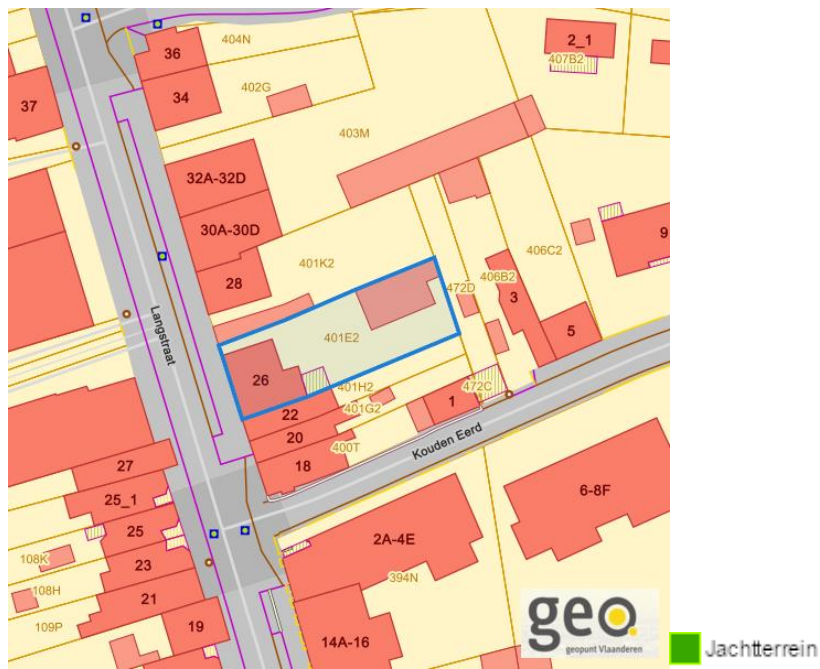 36
404N
2_1
407B2
34
402G
37
403M
32A-32D
30A-30D
406C2
9
401K2
28
472D
406B2
3
5
Langstraat
401E2
26
401H2
472C
1
22
401G2
20
400T
18
Kouden Eerd
27
25_1
6-8F
25
2A-4E
108K
23
394N
108H
21
109P
19
14A-16
geo.
geopunt Vlaanderen
Jachtterrein